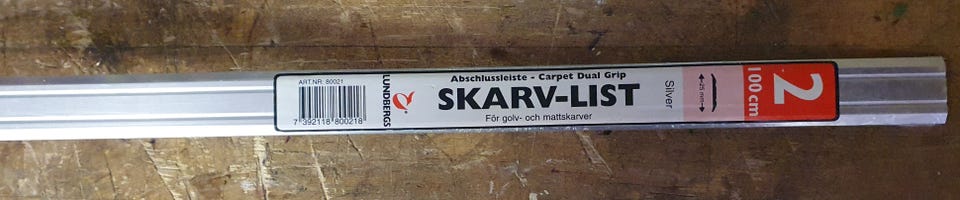 ART.NR. 80021
7 392118 800218
LUNDBERGS
Abschlussleiste - Carpet Dual Grip
SKARV-LIST
För golv- och mattskarver
Silver
25 mm
2
100 cm